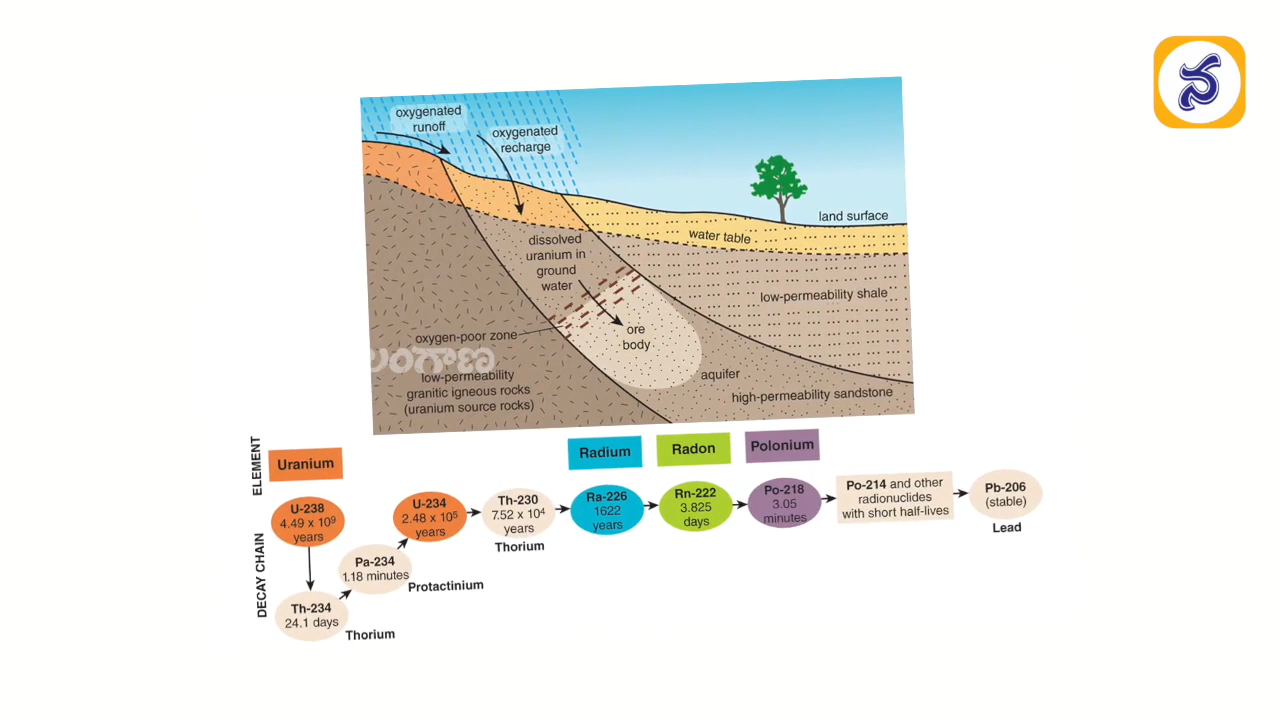 oxygenated
runoff
oxygenated
recharge
land surface
water table
dissolved
uranium in
ground
water
low-permeability shale
oxygen-poor zone
ore
body
aquifer
low-permeability
granitic igneous rocks
(uranium source rocks)
high-permeability sandstone
ELEMENT
Uranium
Radium
Radon
Polonium
DECAY CHAIN
U-238
4.49 x 10⁹
years
Th-234
24.1 days
Thorium
Pa-234
1.18 minutes
Protactinium
U-234
2.48 x 10⁵
years
Th-230
7.52 x 10⁴
years
Thorium
Ra-226
1622
years
Rn-222
3.825
days
Po-218
3.05
minutes
Po-214 and other
radionuclides
with short half-lives
Pb-206
(stable)
Lead